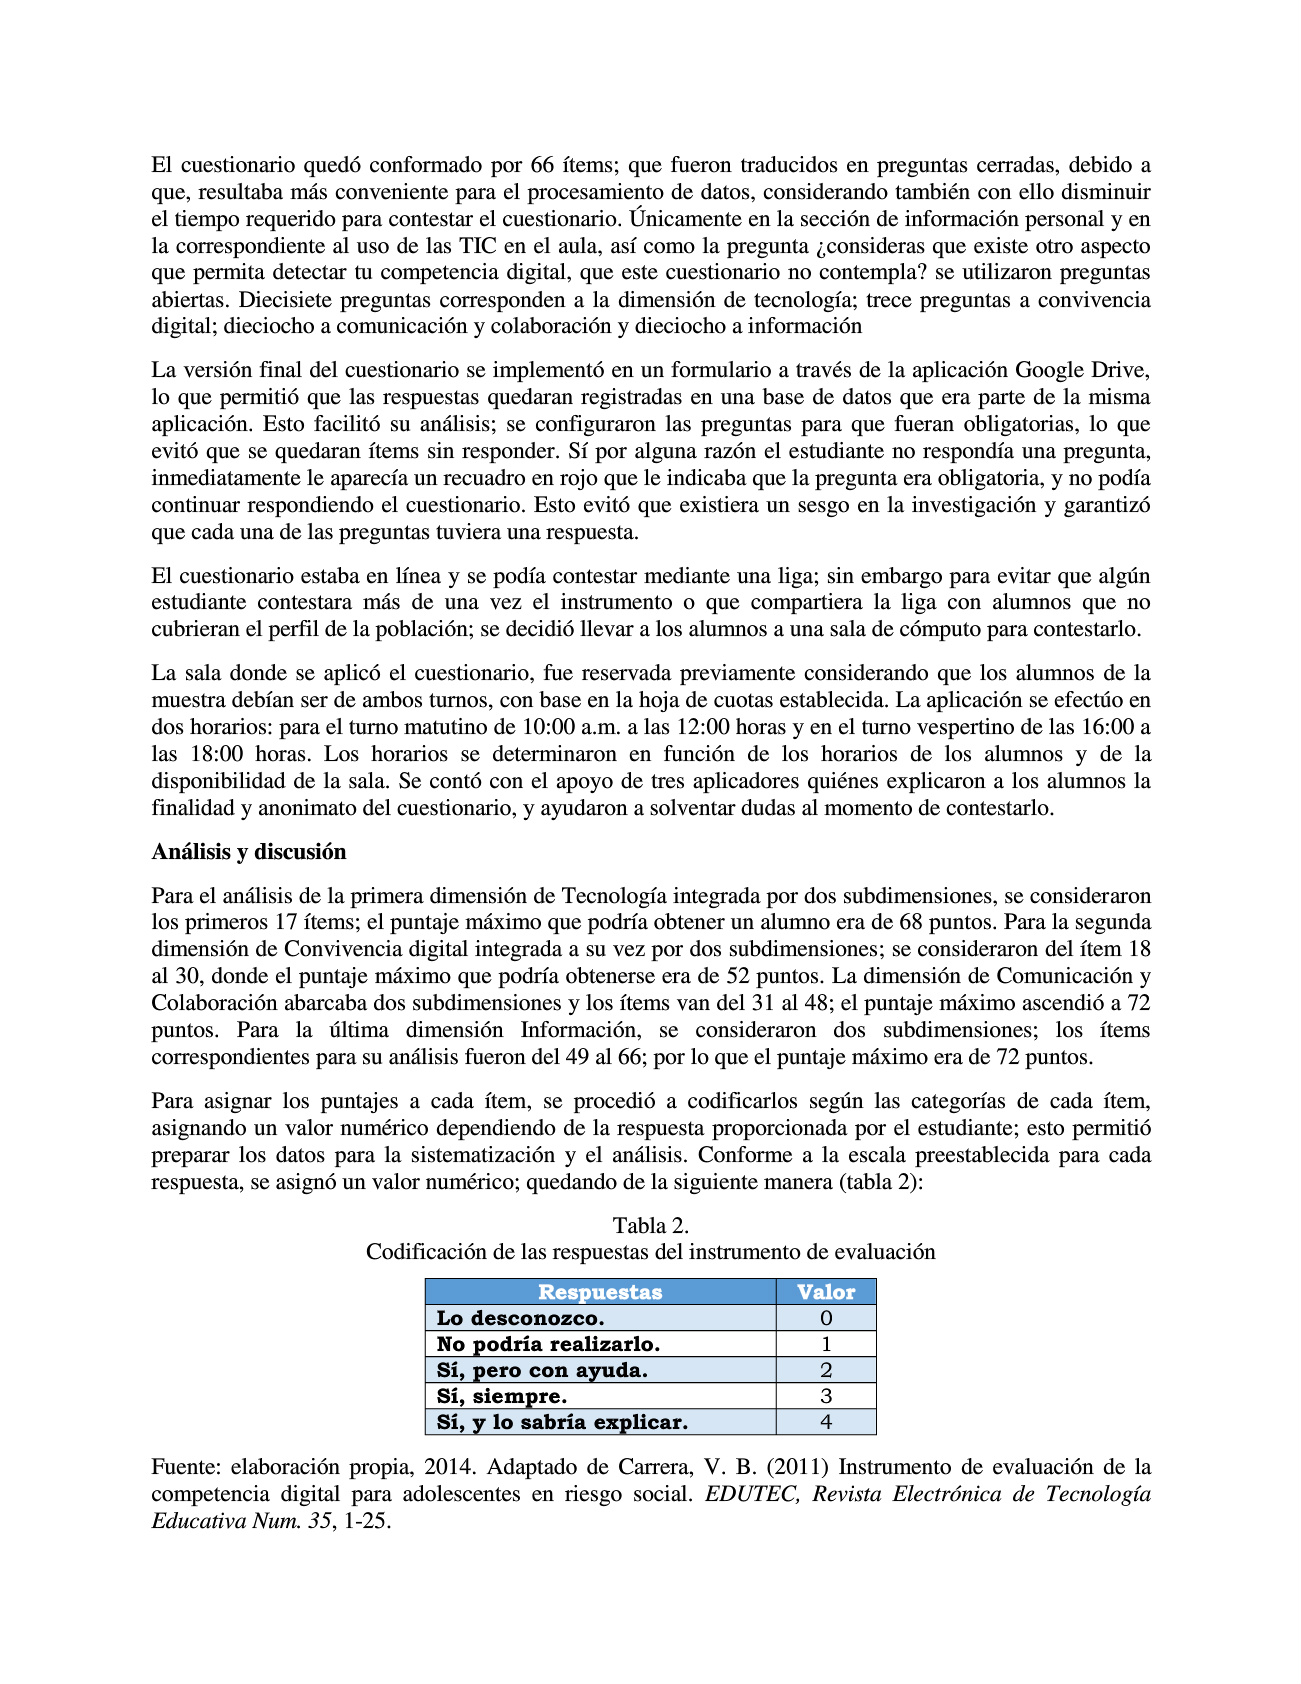 El cuestionario quedó conformado por 66 ítems; que fueron traducidos en preguntas cerradas, debido a
que, resultaba más conveniente para el procesamiento de datos, considerando también con ello disminuir
el tiempo requerido para contestar el cuestionario. Únicamente en la sección de información personal y en
la correspondiente al uso de las TIC en el aula, así como la pregunta ¿consideras que existe otro aspecto
que permita detectar tu competencia digital, que este cuestionario no contempla? se utilizaron preguntas
abiertas. Diecisiete preguntas corresponden a la dimensión de tecnología; trece preguntas a convivencia
digital; dieciocho a comunicación y colaboración y dieciocho a información
La versión final del cuestionario se implementó en un formulario a través de la aplicación Google Drive,
lo que permitió que las respuestas quedaran registradas en una base de datos que era parte de la misma
aplicación. Esto facilitó su análisis; se configuraron las preguntas para que fueran obligatorias, lo que
evitó que se quedaran ítems sin responder. Sí por alguna razón el estudiante no respondía una pregunta,
inmediatamente le aparecía un recuadro en rojo que le indicaba que la pregunta era obligatoria, y no podía
continuar respondiendo el cuestionario. Esto evitó que existiera un sesgo en la investigación y garantizó
que cada una de las preguntas tuviera una respuesta.
El cuestionario estaba en línea y se podía contestar mediante una liga; sin embargo para evitar que algún
estudiante contestara más de una vez el instrumento o que compartiera la liga con alumnos que no
cubrieran el perfil de la población; se decidió llevar a los alumnos a una sala de cómputo para contestarlo.
La sala donde se aplicó el cuestionario, fue reservada previamente considerando que los alumnos de la
muestra debían ser de ambos turnos, con base en la hoja de cuotas establecida. La aplicación se efectúo en
dos horarios: para el turno matutino de 10:00 a.m. a las 12:00 horas y en el turno vespertino de las 16:00 a
las 18:00 horas. Los horarios se determinaron en función de los horarios de los alumnos y de la
disponibilidad de la sala. Se contó con el apoyo de tres aplicadores quiénes explicaron a los alumnos la
finalidad y anonimato del cuestionario, y ayudaron a solventar dudas al momento de contestarlo.
Análisis y discusión
Para el análisis de la primera dimensión de Tecnología integrada por dos subdimensiones, se consideraron
los primeros 17 ítems; el puntaje máximo que podría obtener un alumno era de 68 puntos. Para la segunda
dimensión de Convivencia digital integrada a su vez por dos subdimensiones; se consideraron del ítem 18
al 30, donde el puntaje máximo que podría obtenerse era de 52 puntos. La dimensión de Comunicación y
Colaboración abarcaba dos subdimensiones y los ítems van del 31 al 48; el puntaje máximo ascendió a 72
puntos. Para la última dimensión Información, se consideraron dos subdimensiones; los ítems
correspondientes para su análisis fueron del 49 al 66; por lo que el puntaje máximo era de 72 puntos.
Para asignar los puntajes a cada ítem, se procedió a codificarlos según las categorías de cada ítem,
asignando un valor numérico dependiendo de la respuesta proporcionada por el estudiante; esto permitió
preparar los datos para la sistematización y el análisis. Conforme a la escala preestablecida para cada
respuesta, se asignó un valor numérico; quedando de la siguiente manera (tabla 2):
Tabla 2.
Codificación de las respuestas del instrumento de evaluación
Respuestas Valor
Lo desconozco. 0
No podría realizarlo. 1
Sí, pero con ayuda. 2
Sí, siempre. 3
Sí, y lo sabría explicar. 4
Fuente: elaboración propia, 2014. Adaptado de Carrera, V. B. (2011) Instrumento de evaluación de la
competencia digital para adolescentes en riesgo social. EDUTEC, Revista Electrónica de Tecnología
Educativa Num. 35, 1-25.